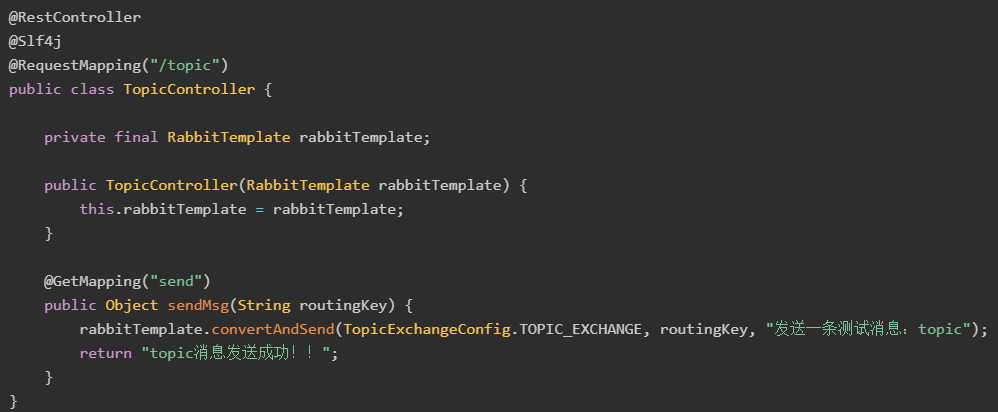 @RestController
@Slf4j
@RequestMapping("/topic")
public class TopicController {
    private final RabbitTemplate rabbitTemplate;
    public TopicController(RabbitTemplate rabbitTemplate) {
        this.rabbitTemplate = rabbitTemplate;
    }
    @GetMapping("send")
    public Object sendMsg(String routingKey) {
        rabbitTemplate.convertAndSend(TopicExchangeConfig.TOPIC_EXCHANGE, routingKey, "发送一条测试消息：topic");
        return "topic消息发送成功！！";
    }
}